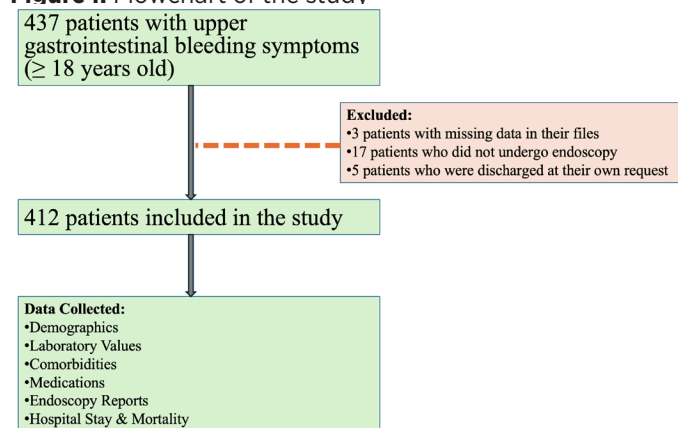 Figure 1. Flowchart of the study
437 patients with upper
gastrointestinal bleeding symptoms
(≥ 18 years old)
Excluded:
•3 patients with missing data in their files
•17 patients who did not undergo endoscopy
•5 patients who were discharged at their own request
412 patients included in the study
Data Collected:
•Demographics
•Laboratory Values
•Comorbidities
•Medications
•Endoscopy Reports
•Hospital Stay & Mortality